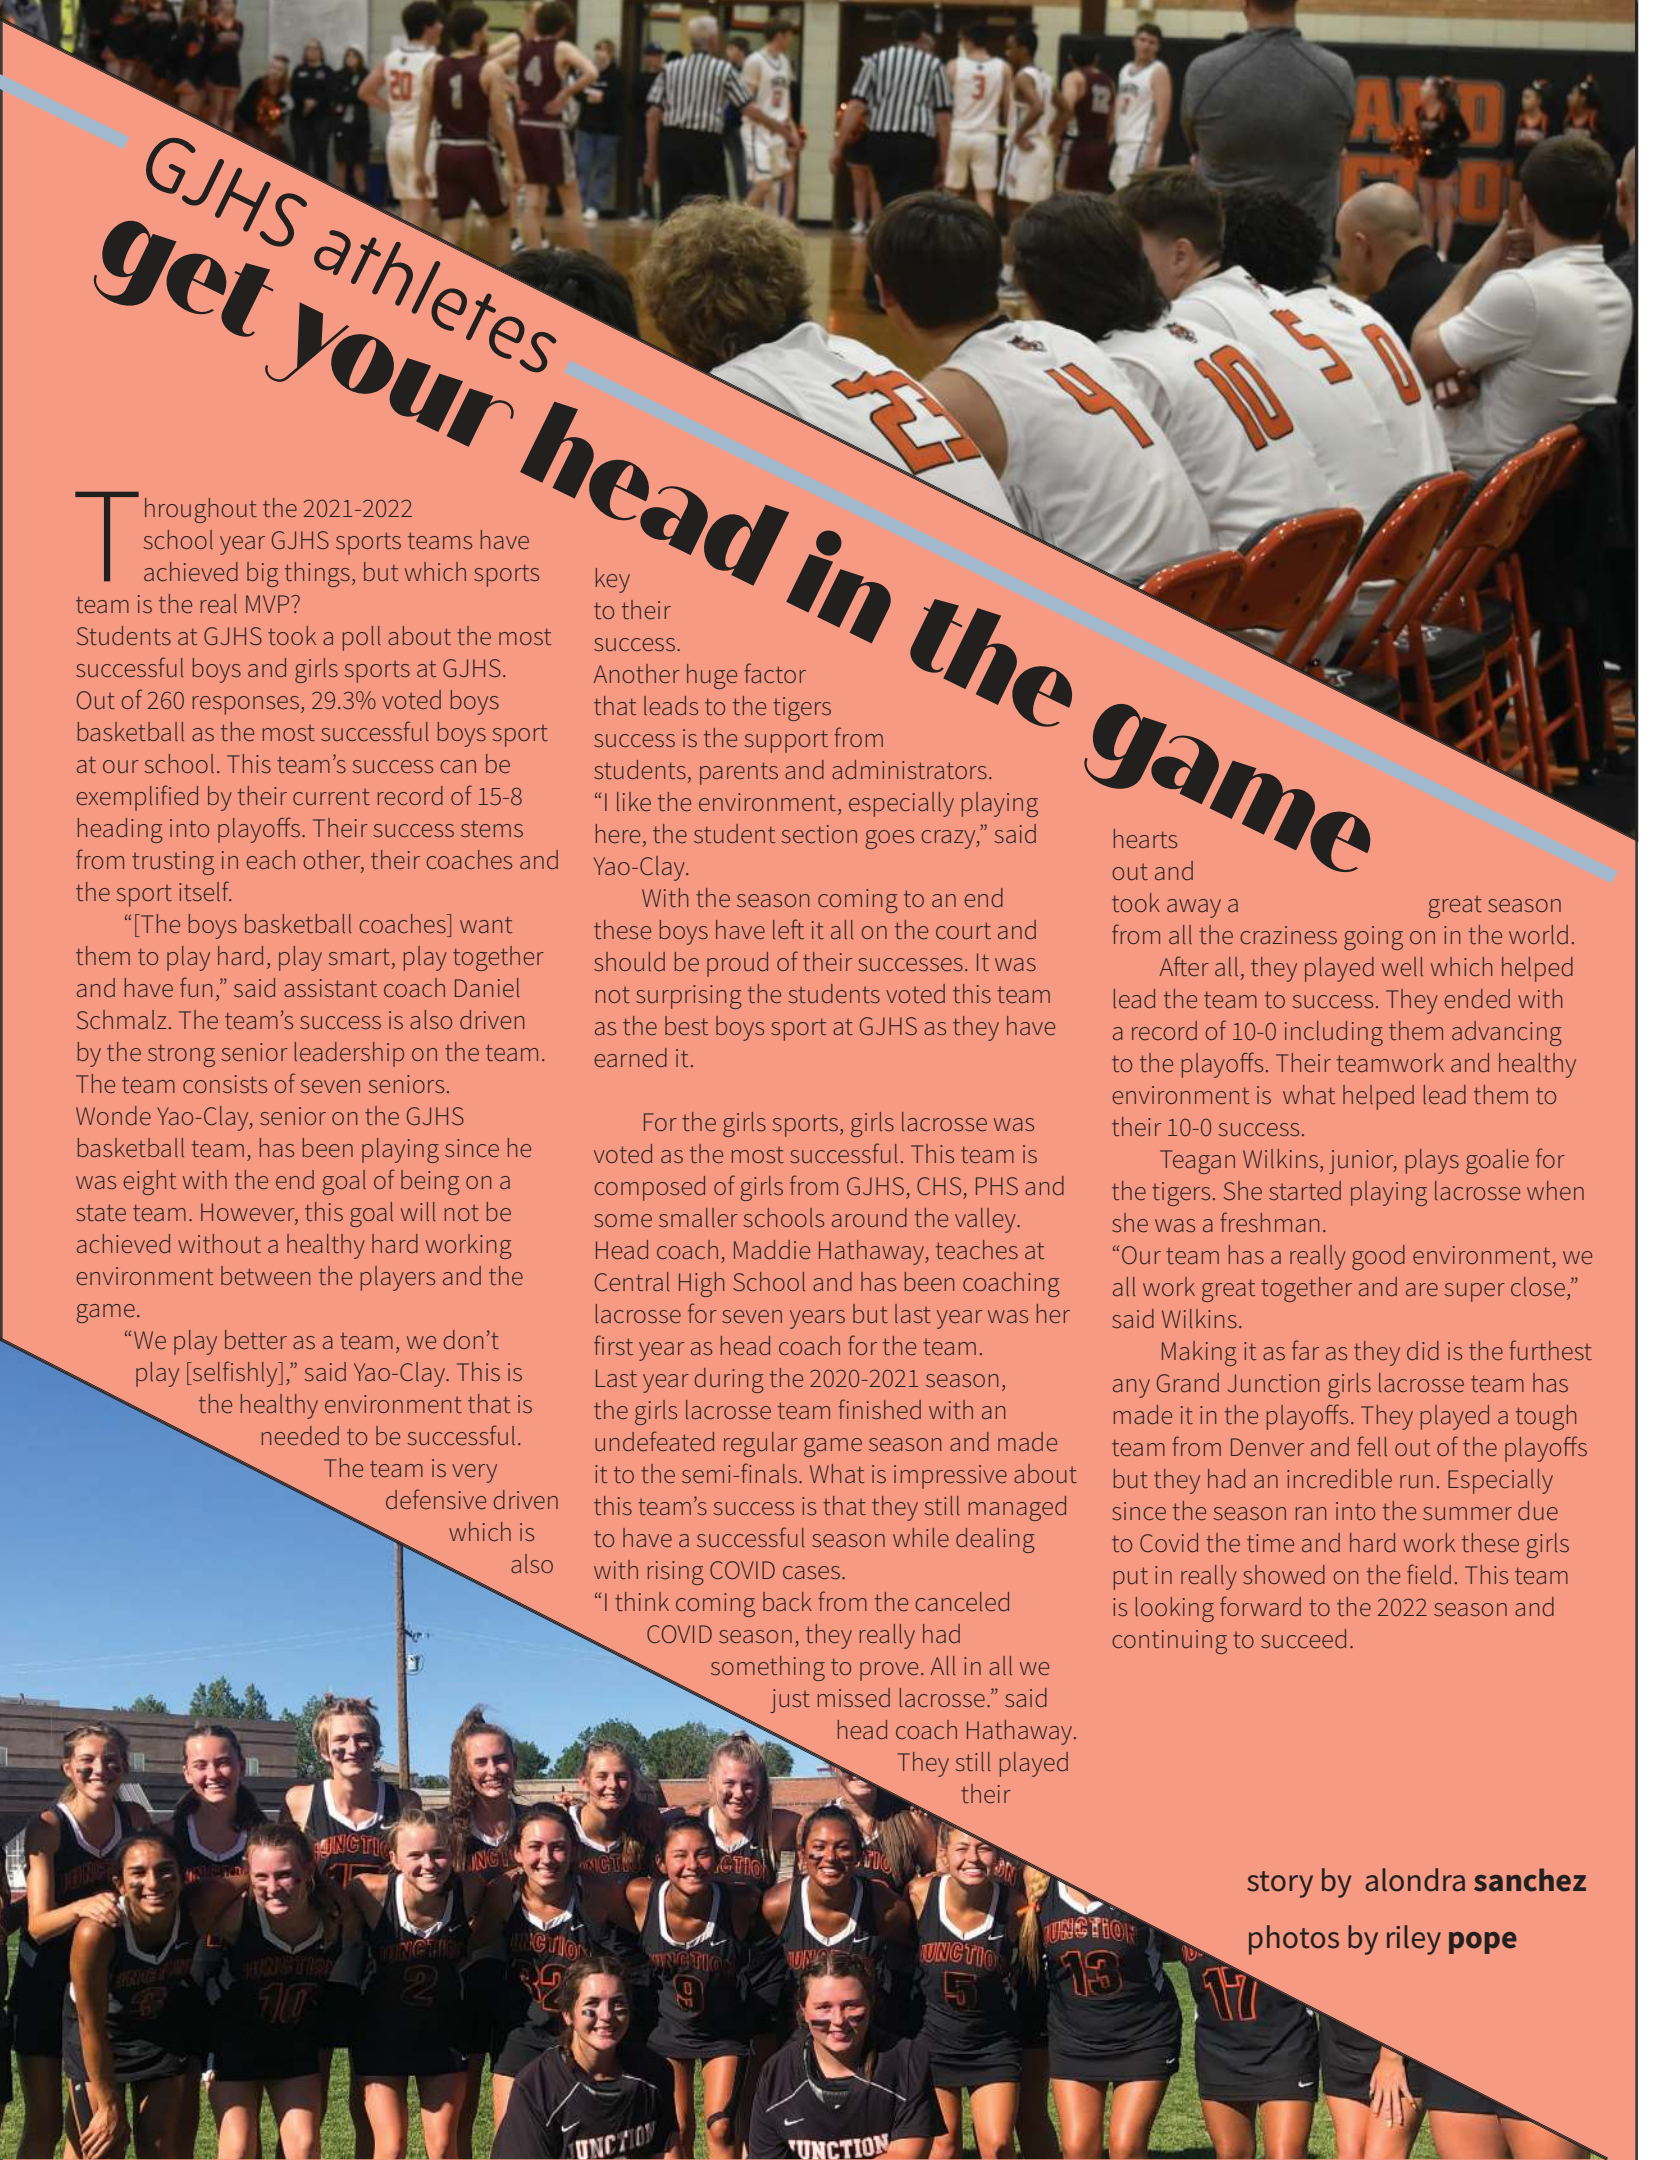 GJHS athletes
get your head in the game
Throughout the 2021-2022
school year GJHS sports teams have
achieved big things, but which sports
team is the real MVP?
Students at GJHS took a poll about the most
successful boys and girls sports at GJHS.
Out of 260 responses, 29.3% voted boys
basketball as the most successful boys sport
at our school. This team’s success can be
exemplified by their current record of 15-8
heading into playoffs. Their success stems
from trusting in each other, their coaches and
the sport itself.
“[The boys basketball coaches] want
them to play hard, play smart, play together
and have fun,” said assistant coach Daniel
Schmalz. The team’s success is also driven
by the strong senior leadership on the team.
The team consists of seven seniors.
Wonde Yao-Clay, senior on the GJHS
basketball team, has been playing since he
was eight with the end goal of being on a
state team. However, this goal will not be
achieved without a healthy hard working
environment between the players and the
game.
“We play better as a team, we don’t
play [selfishly],” said Yao-Clay. This is
the healthy environment that is
needed to be successful.
The team is very
defensive driven
which is
also
key
to their
success.
Another huge factor
that leads to the tigers
success is the support from
students, parents and administrators.
“I like the environment, especially playing
here, the student section goes crazy,” said
Yao-Clay.
With the season coming to an end
these boys have left it all on the court and
should be proud of their successes. It was
not surprising the students voted this team
as the best boys sport at GJHS as they have
earned it.
For the girls sports, girls lacrosse was
voted as the most successful. This team is
composed of girls from GJHS, CHS, PHS and
some smaller schools around the valley.
Head coach, Maddie Hathaway, teaches at
Central High School and has been coaching
lacrosse for seven years but last year was her
first year as head coach for the team.
Last year during the 2020-2021 season,
the girls lacrosse team finished with an
undefeated regular game season and made
it to the semi-finals. What is impressive about
this team’s success is that they still managed
to have a successful season while dealing
with rising COVID cases.
“I think coming back from the canceled
COVID season, they really had
something to prove. All in all we
just missed lacrosse.” said
head coach Hathaway.
They still played
their
hearts
out and
took away a great season
from all the craziness going on in the world.
After all, they played well which helped
lead the team to success. They ended with
a record of 10-0 including them advancing
to the playoffs. Their teamwork and healthy
environment is what helped lead them to
their 10-0 success.
Teagan Wilkins, junior, plays goalie for
the tigers. She started playing lacrosse when
she was a freshman.
“Our team has a really good environment, we
all work great together and are super close,”
said Wilkins.
Making it as far as they did is the furthest
any Grand Junction girls lacrosse team has
made it in the playoffs. They played a tough
team from Denver and fell out of the playoffs
but they had an incredible run. Especially
since the season ran into the summer due
to Covid the time and hard work these girls
put in really showed on the field. This team
is looking forward to the 2022 season and
continuing to succeed.
story by alondra sanchez
photos by riley pope
20
1
4
3
12
23
4
10
5
0
10
2
32
9
5
JUNCTION
13
17
JUNCTION
JUNCTION